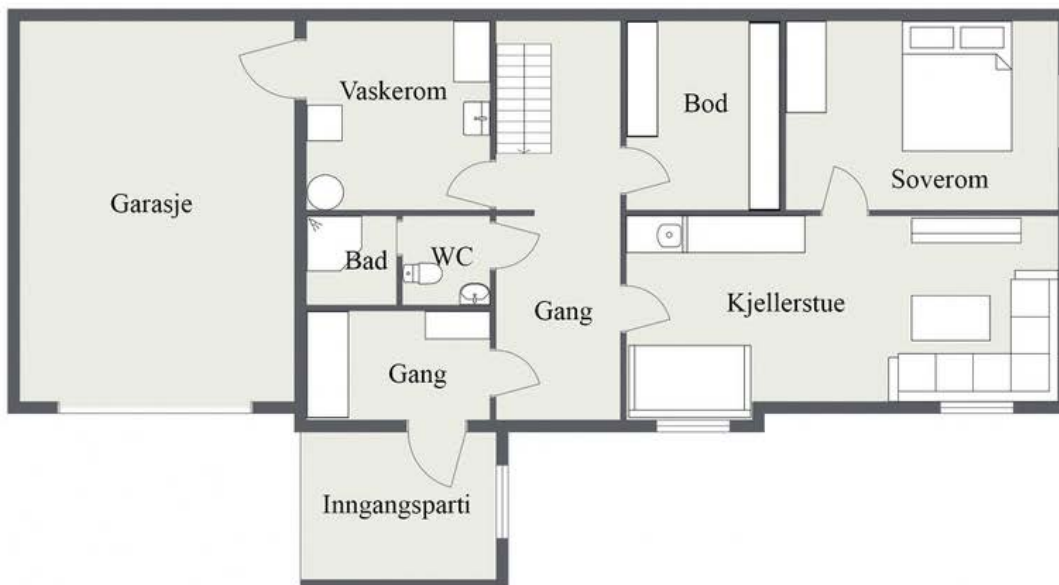 Vaskerom
Bod
Soverom
Garasje
Bad
WC
Gang
Kjellerstue
Gang
Inngangsparti